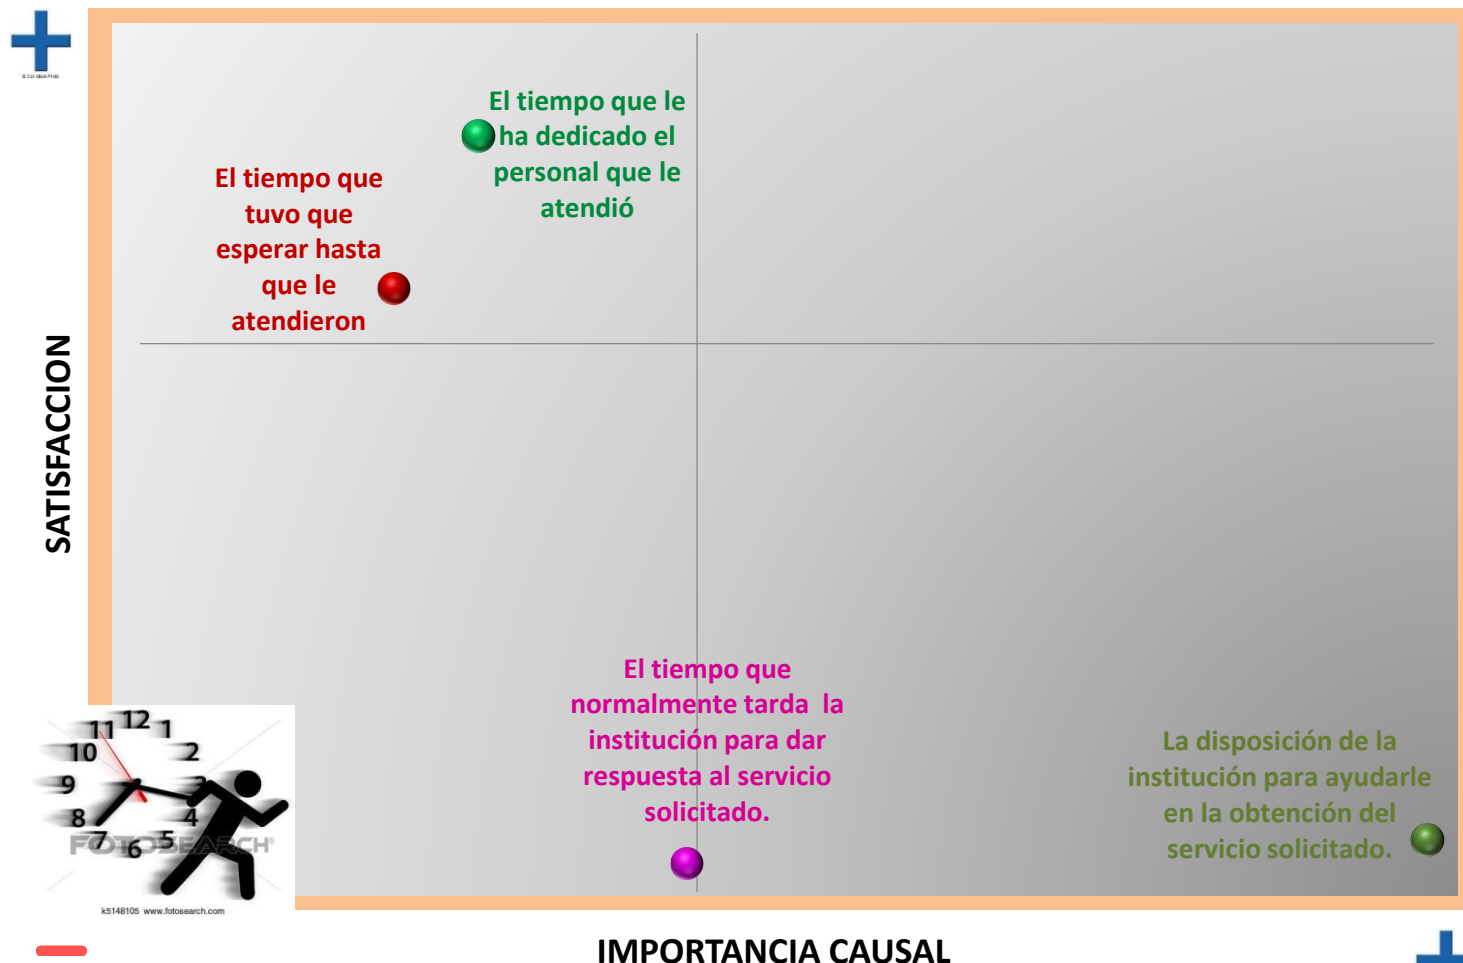 El tiempo que le
ha dedicado el
personal que le
atendió
El tiempo que
tuvo que
esperar hasta
que le
atendieron
SATISFACCION
El tiempo que
normalmente tarda la
institución para dar
respuesta al servicio
solicitado.
La disposición de la
institución para ayudarle
en la obtención del
servicio solicitado.
11 12 1
10 2
9 3
8 4
7 6 5
FOTOSEARCH
k5148105 www.fotosearch.com
IMPORTANCIA CAUSAL